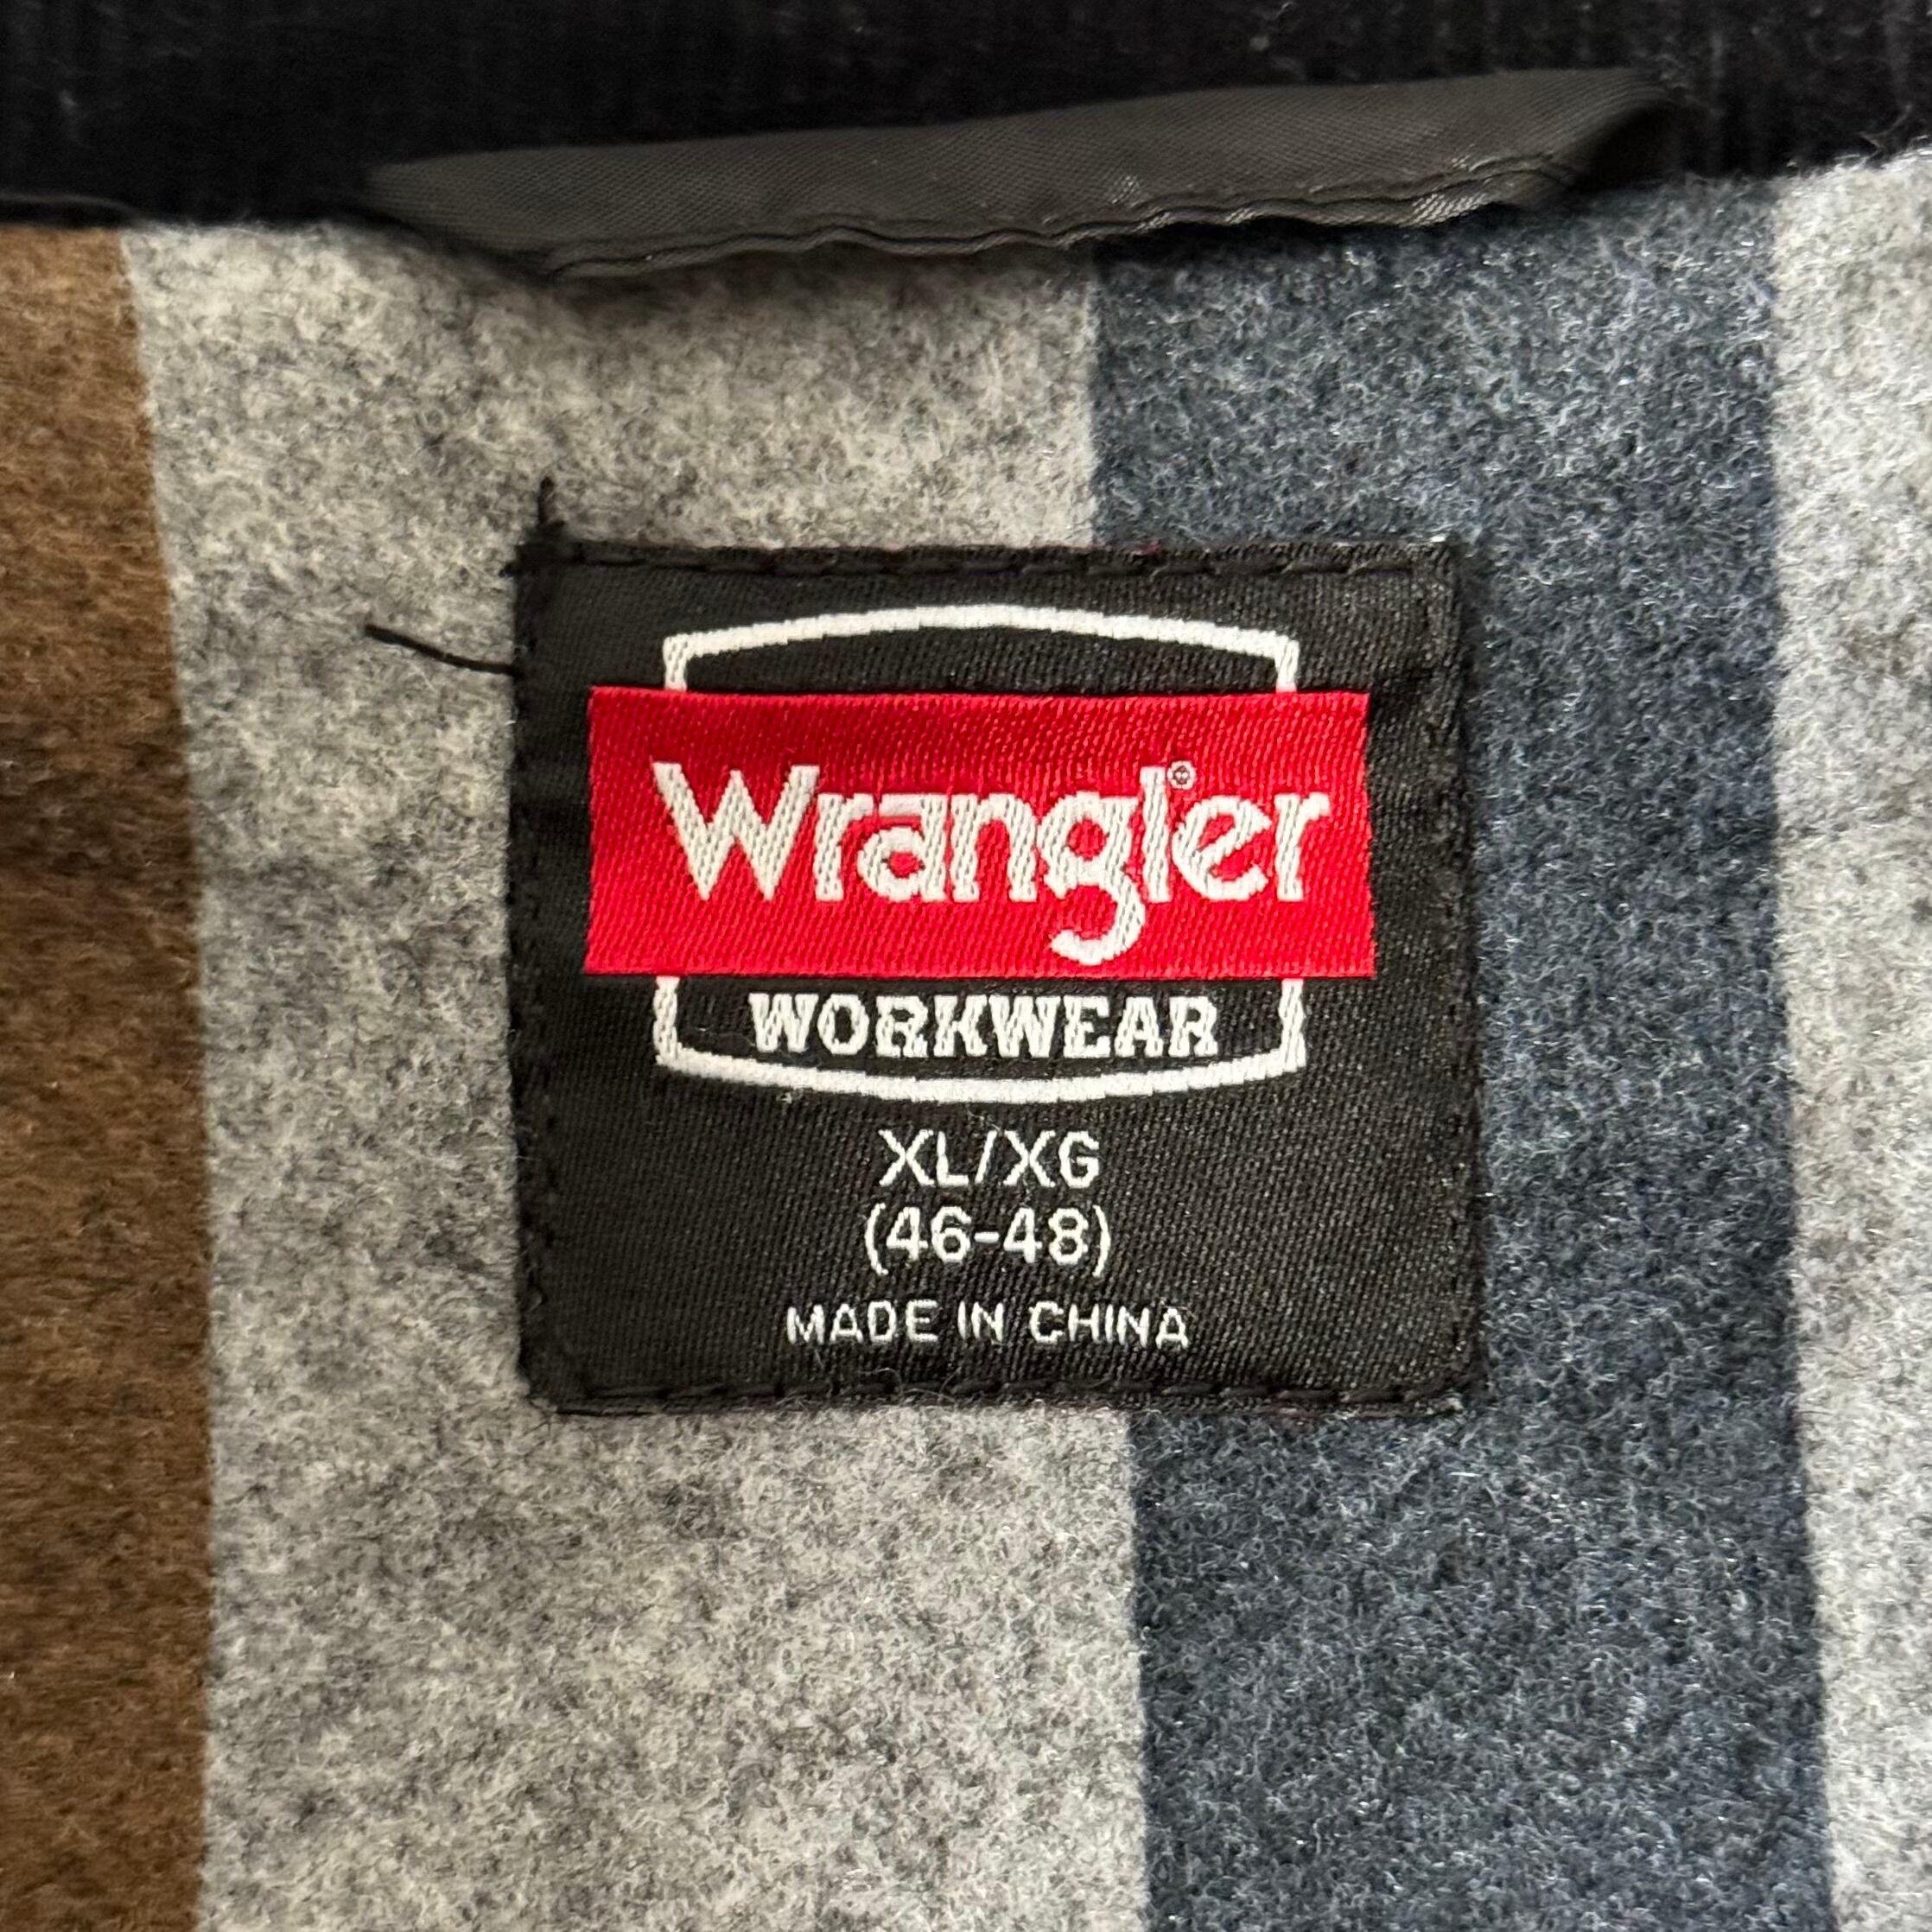 Wrangler®
WORKWEAR
XL/XG
(46-48)
MADE IN CHINA